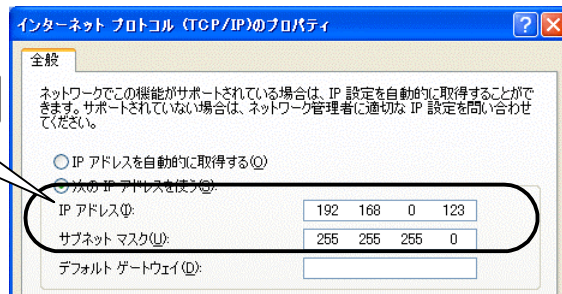 インターネット プロトコル (TCP/IP)のプロパティ
全般
ネットワークでこの機能がサポートされている場合は、IP 設定を自動的に取得することがで
きます。サポートされていない場合は、ネットワーク管理者に適切な IP 設定を問い合わせ
てください。
IP アドレスを自動的に取得する(O)
次の IP アドレスを使う(S):
IP アドレス(I): 192 168 0 123
サブネット マスク(U): 255 255 255 0
デフォルト ゲートウェイ(D):